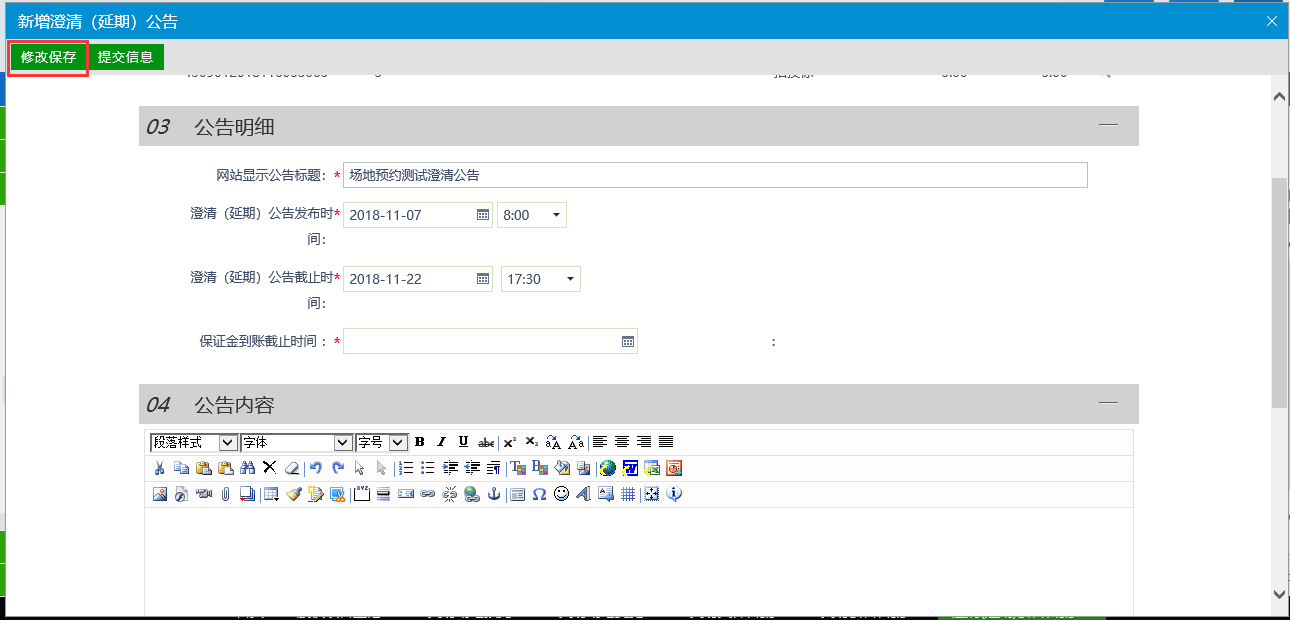 新增澄清（延期）公告
修改保存 提交信息
03 公告明细
网站显示公告标题：* 场地预约测试澄清公告
澄清（延期）公告发布时* 2018-11-07 8:00
间：
澄清（延期）公告截止时* 2018-11-22 17:30
间：
保证金到账截止时间：* :
04 公告内容
段落样式 字体 字号 B I U abc